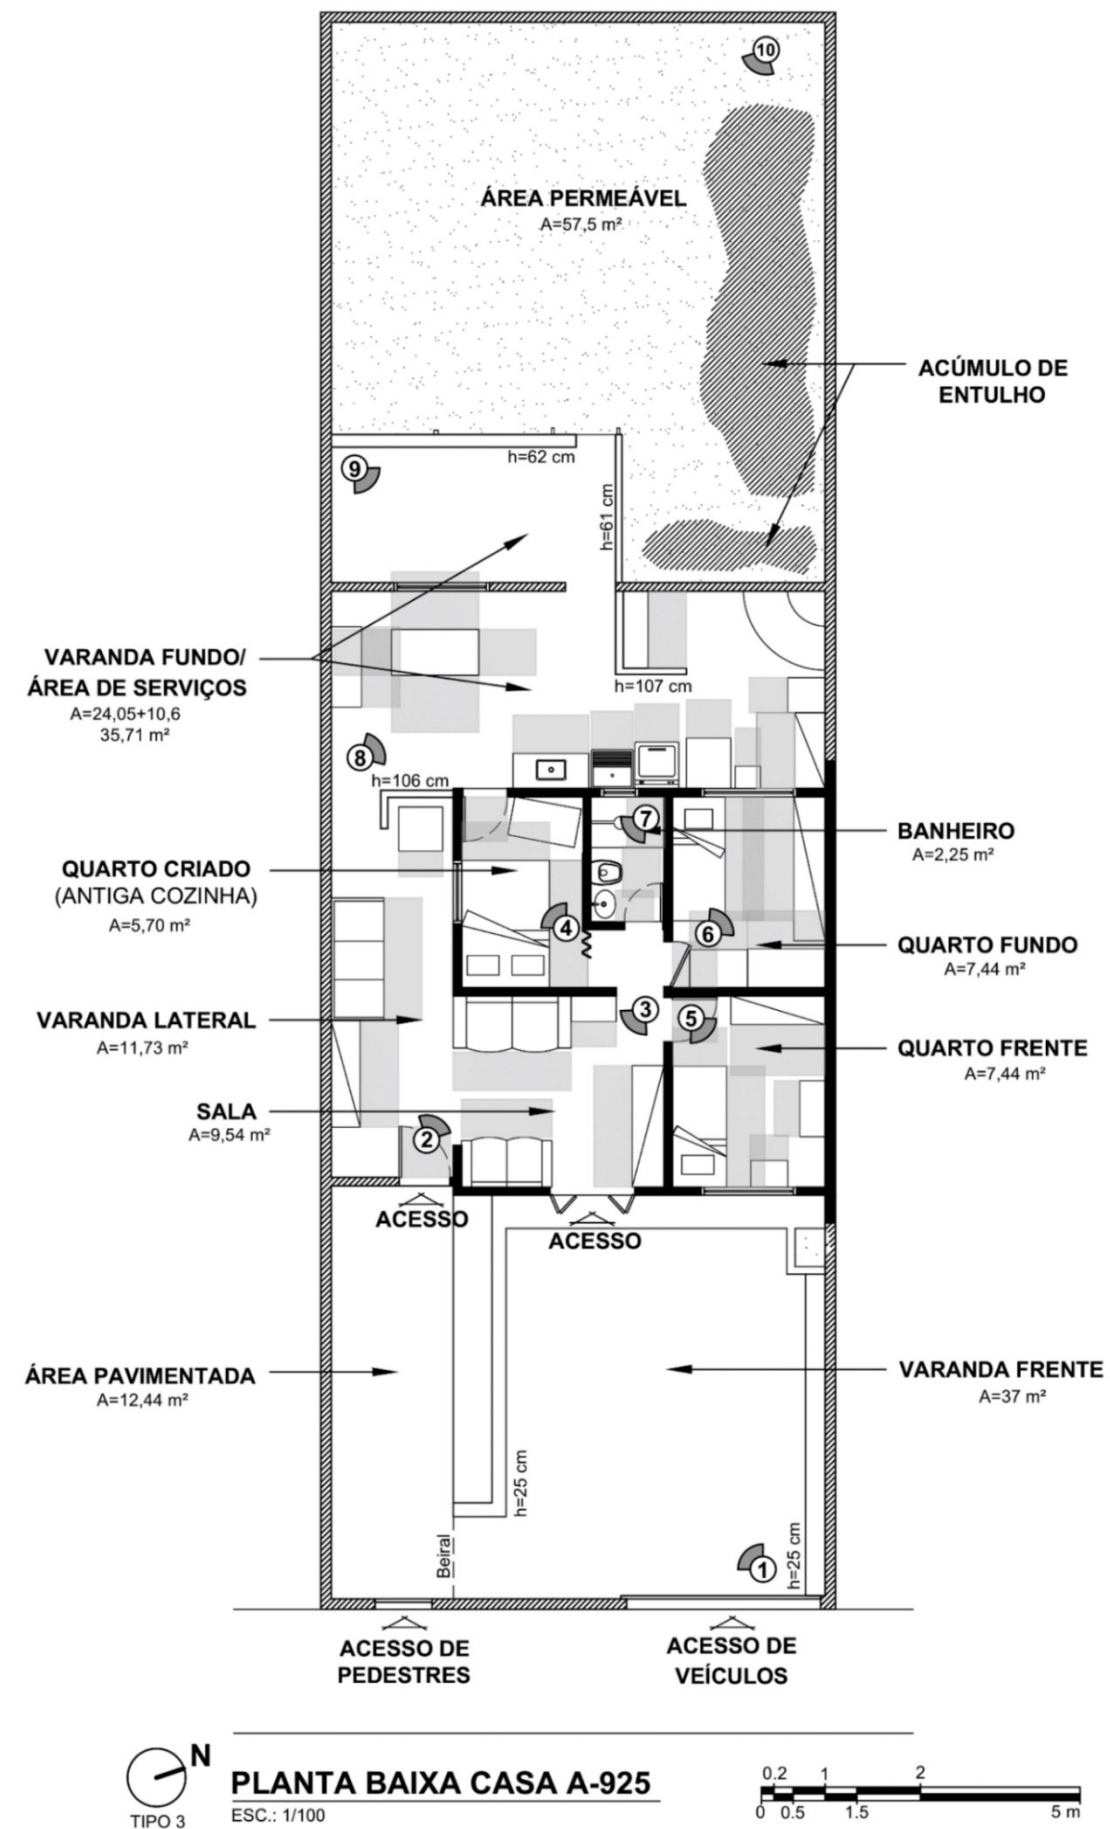 10
ÁREA PERMEÁVEL
A=57,5 m²
ACÚMULO DE
ENTULHO
h=62 cm
9
h=61 cm
VARANDA FUNDO/
ÁREA DE SERVIÇOS
A=24,05+10,6
35,71 m²
h=107 cm
8
h=106 cm
7
BANHEIRO
A=2,25 m²
QUARTO CRIADO
(ANTIGA COZINHA)
A=5,70 m²
4
6
QUARTO FUNDO
A=7,44 m²
VARANDA LATERAL
A=11,73 m²
3
5
QUARTO FRENTE
A=7,44 m²
SALA
A=9,54 m²
2
ACESSO
ACESSO
ÁREA PAVIMENTADA
A=12,44 m²
VARANDA FRENTE
A=37 m²
h=25 cm
Beiral
h=25 cm
1
ACESSO DE
PEDESTRES
ACESSO DE
VEÍCULOS
N
TIPO 3
PLANTA BAIXA CASA A-925
ESC.: 1/100
0.2 1 2
0 0.5 1.5 5 m